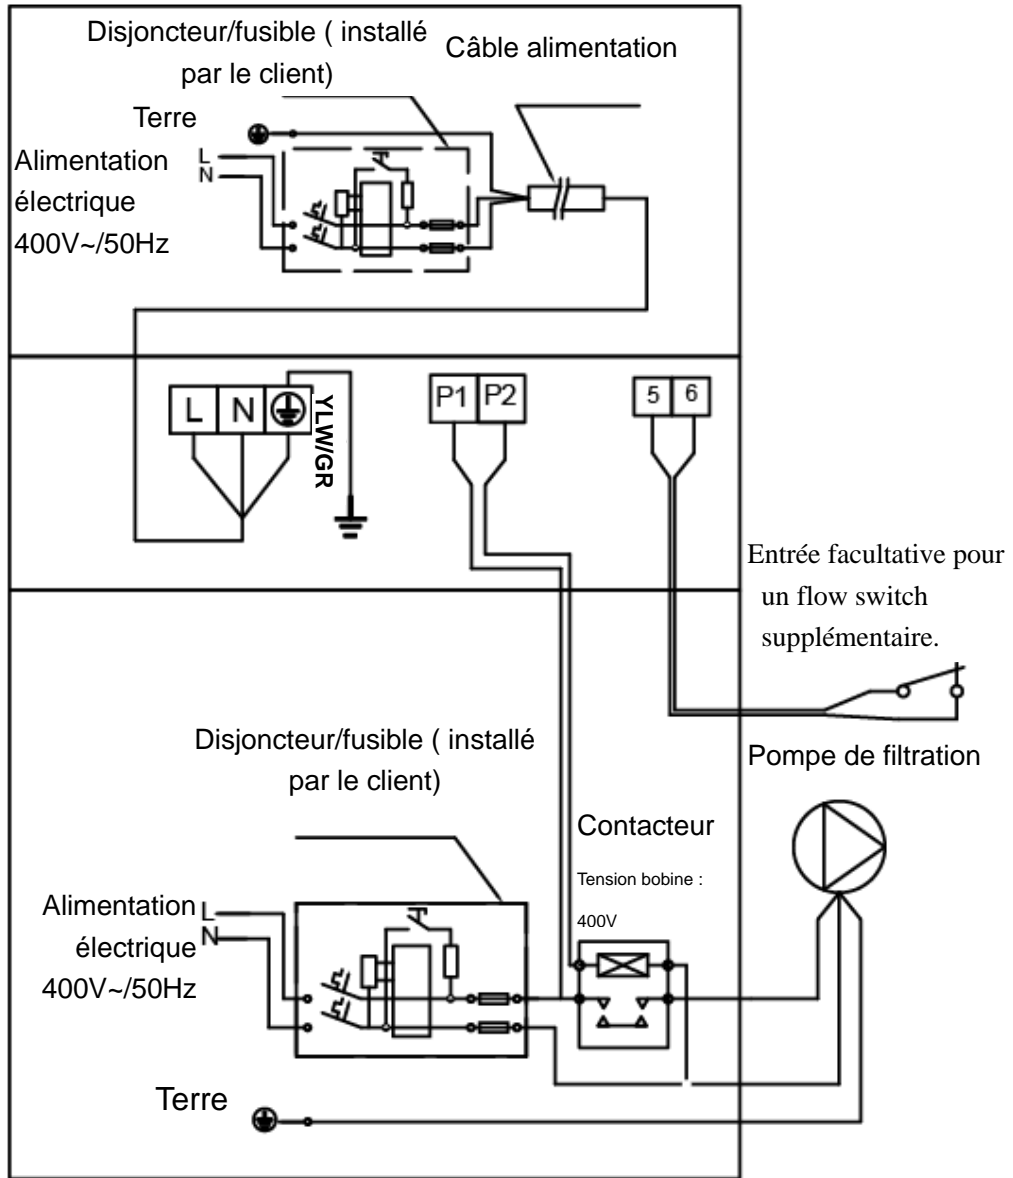 Disjoncteur/fusible ( installé
par le client)
Câble alimentation
Terre
Alimentation
électrique
400V~/50Hz
L
N
L N
YLW/GR
P1 P2
5 6
Entrée facultative pour
un flow switch
supplémentaire.
Disjoncteur/fusible ( installé
par le client)
Pompe de filtration
Contacteur
Tension bobine :
400V
Alimentation
électrique
400V~/50Hz
L
N
Terre